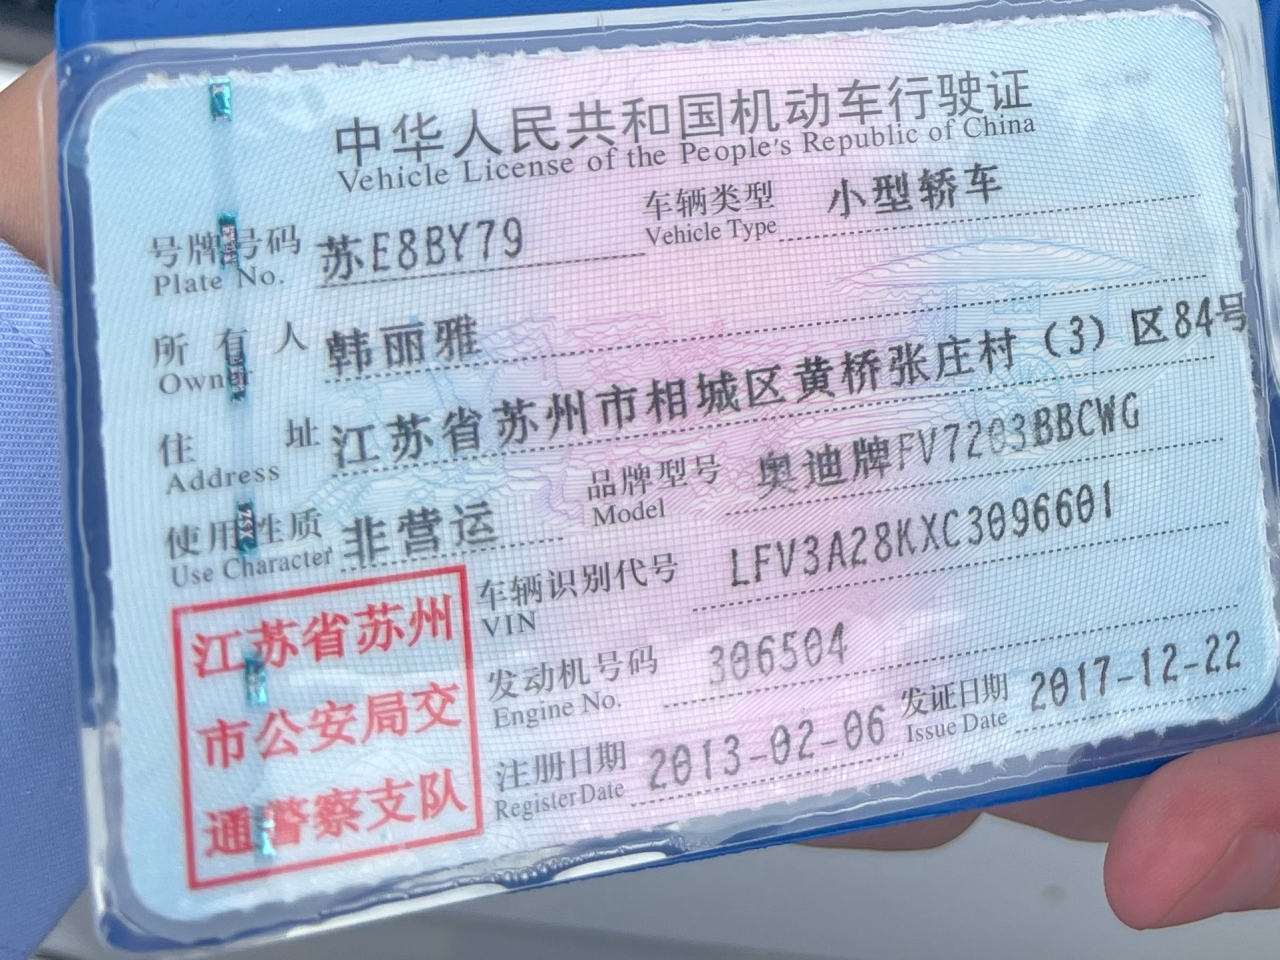 中华人民共和国机动车行驶证
Vehicle License of the People's Republic of China
号牌号码 苏E8BY79 车辆类型 小型轿车
Plate No. Vehicle Type
所有人 韩丽雅
Owner
住址 江苏省苏州市相城区黄桥张庄村（3）区84号
Address
使用性质 非营运 品牌型号 奥迪牌FV7203BBCWG
Use Character Model
车辆识别代号 LFV3A28KXC3096601
VIN
发动机号码 306504
Engine No.
注册日期 2013-02-06 发证日期 2017-12-22
Register Date Issue Date
江苏省苏州
市公安局交
通警察支队